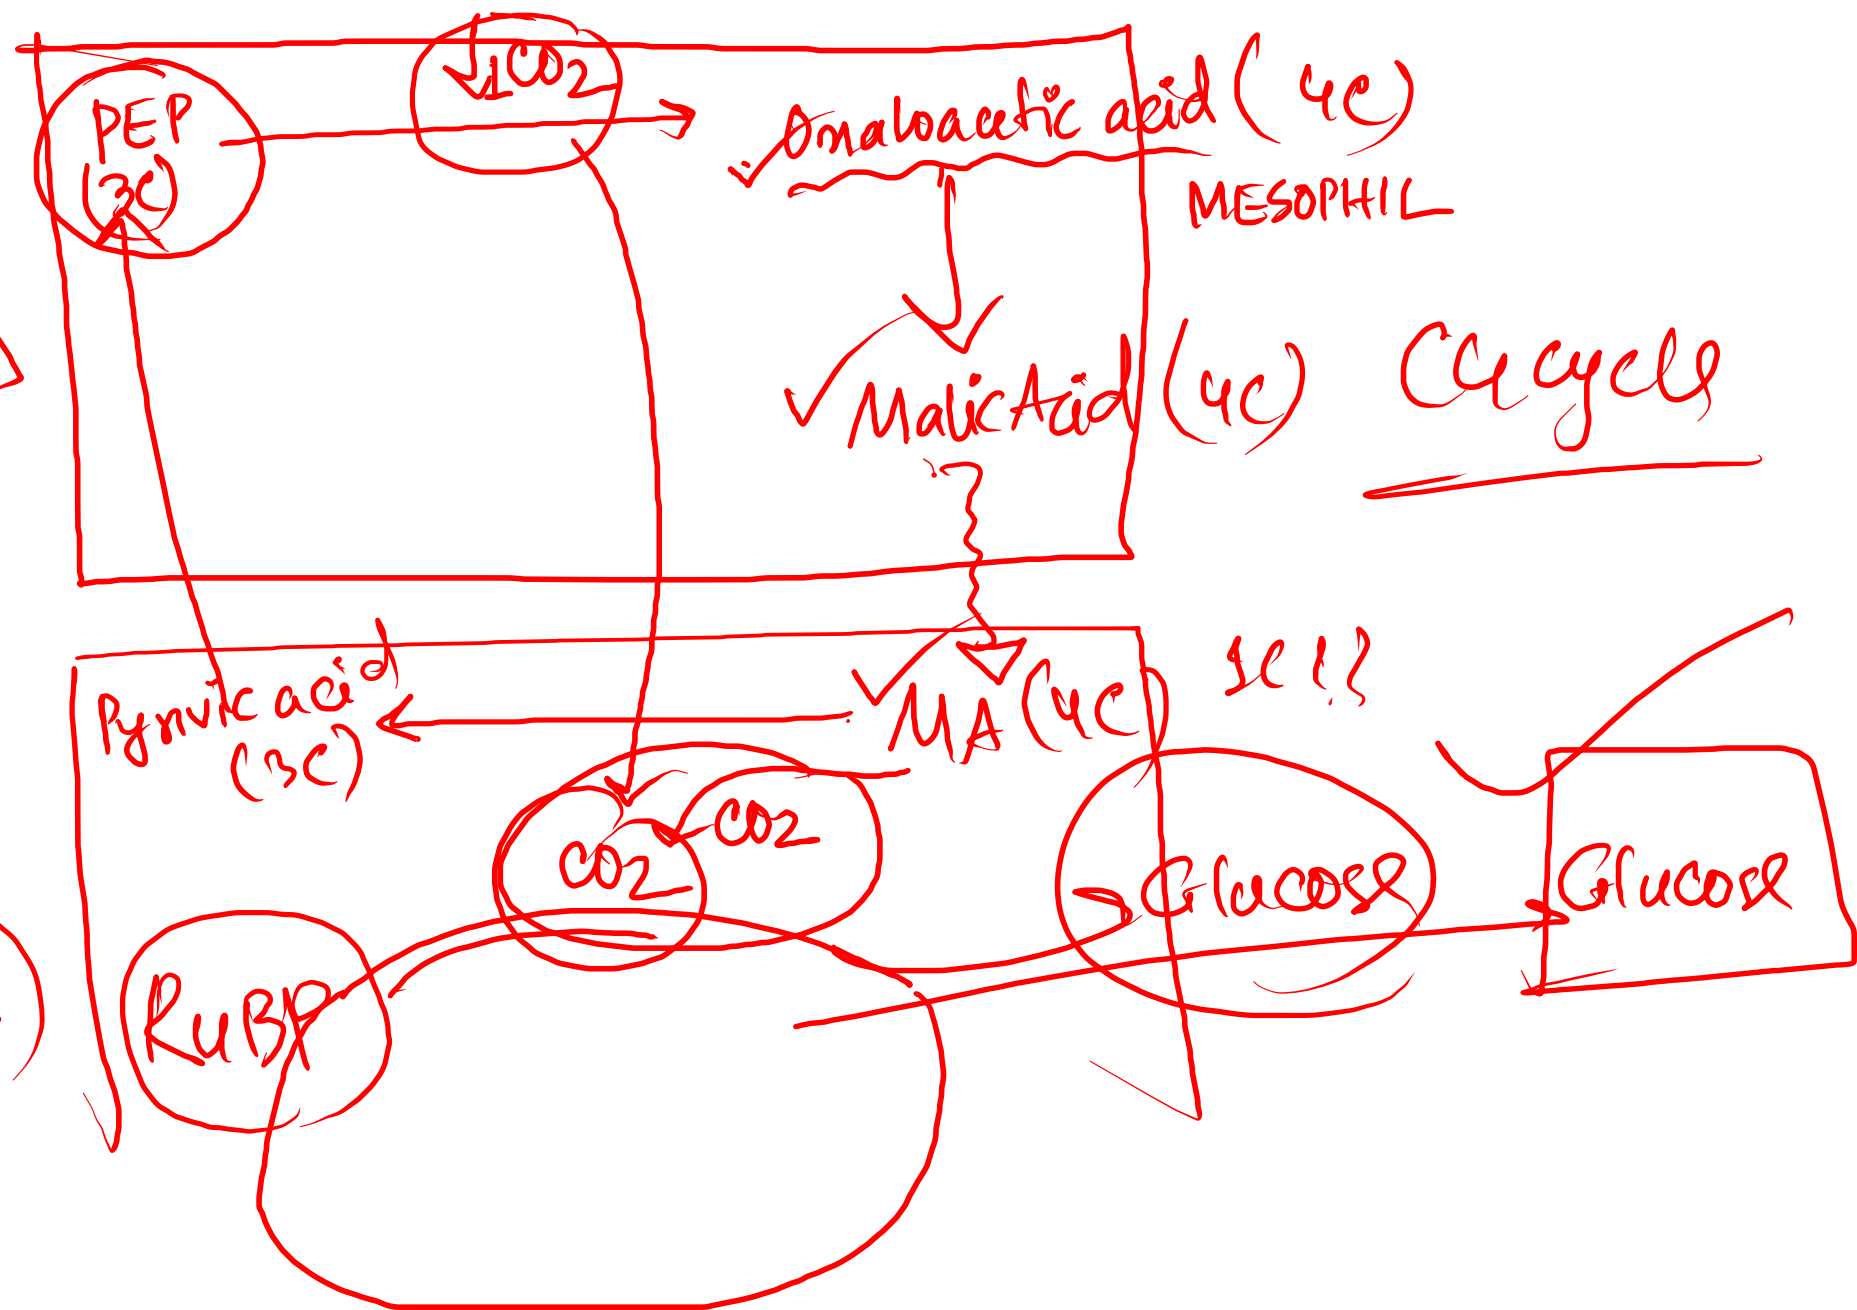 1CO2
PEP
(3C)
Onaloacetic acid (4C)
MESOPHIL
Malic Acid (4C)
C4 cycle
Pyruvic acid
(3C)
MA (4C)
CO2
CO2
Glucose
Glucose
RuBP